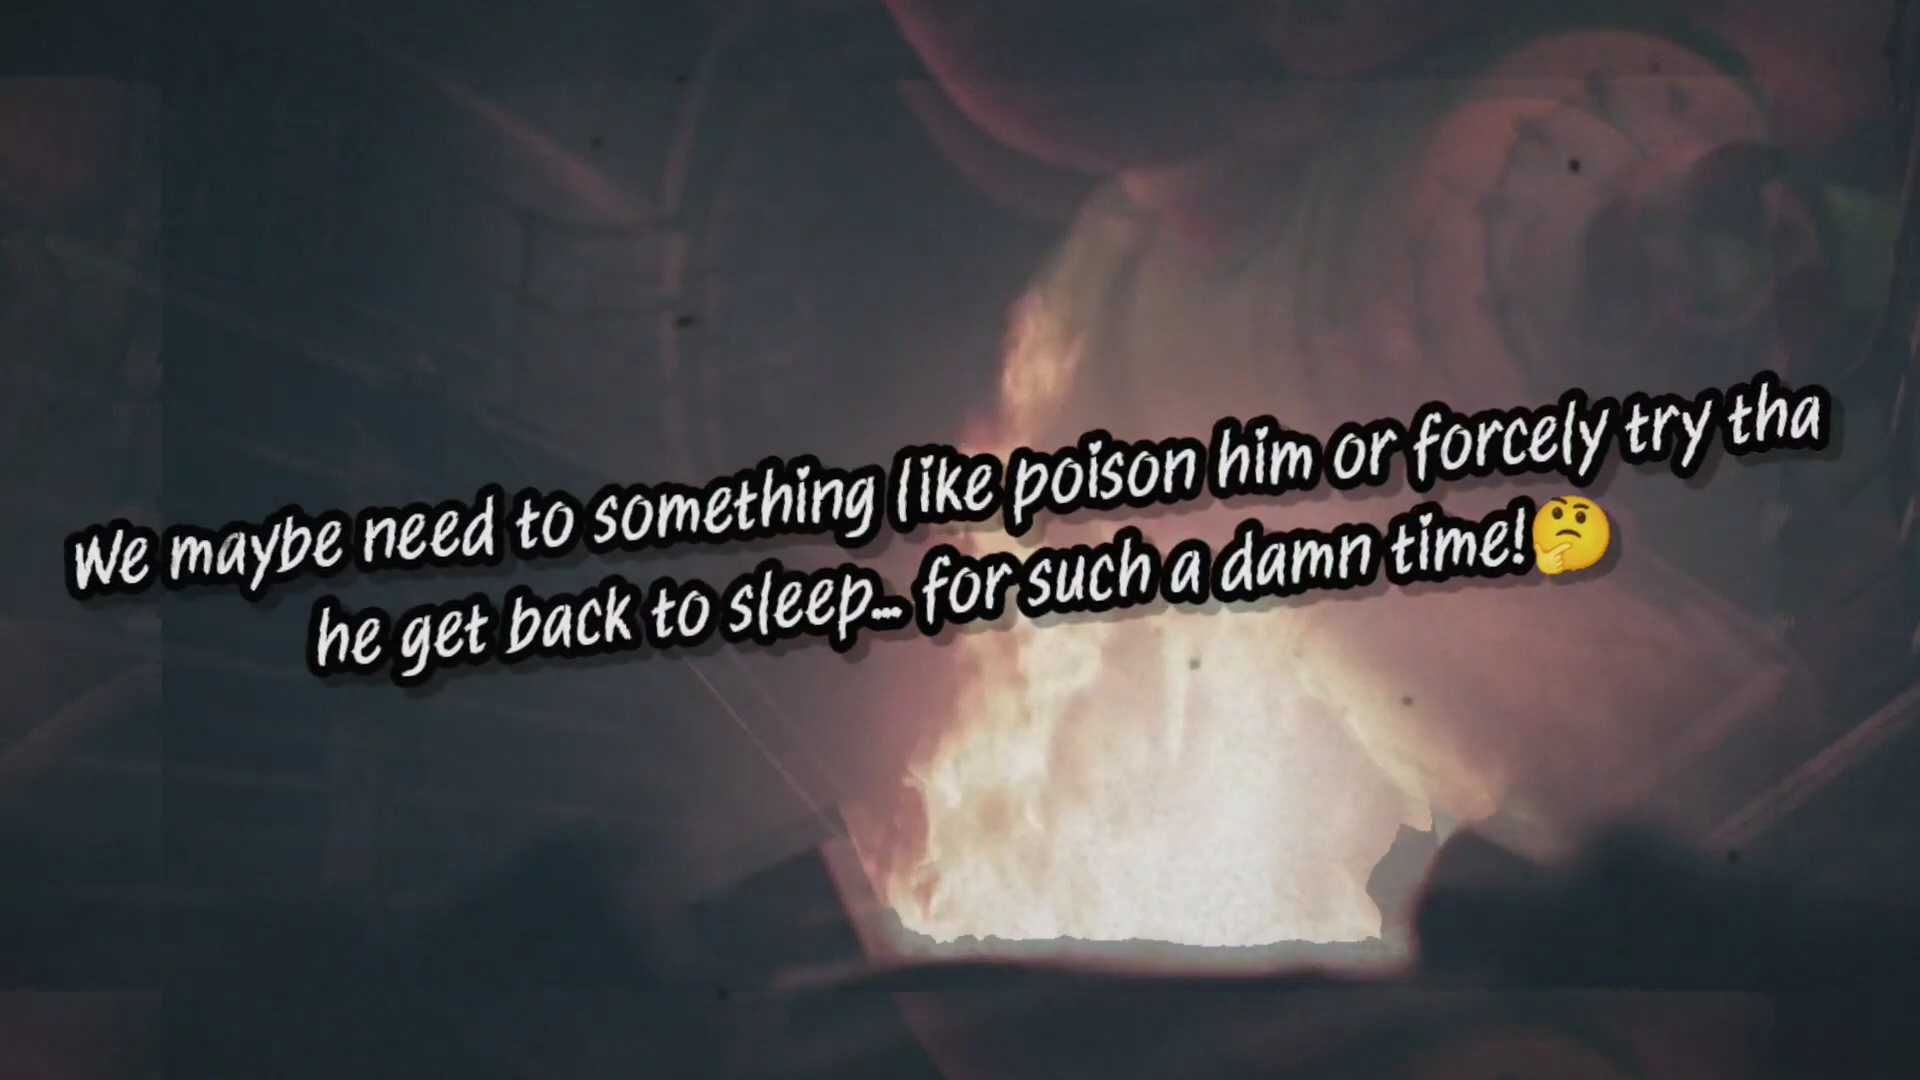 We maybe need to something like poison him or forcely try tha
he get back to sleep... for such a damn time!🤔